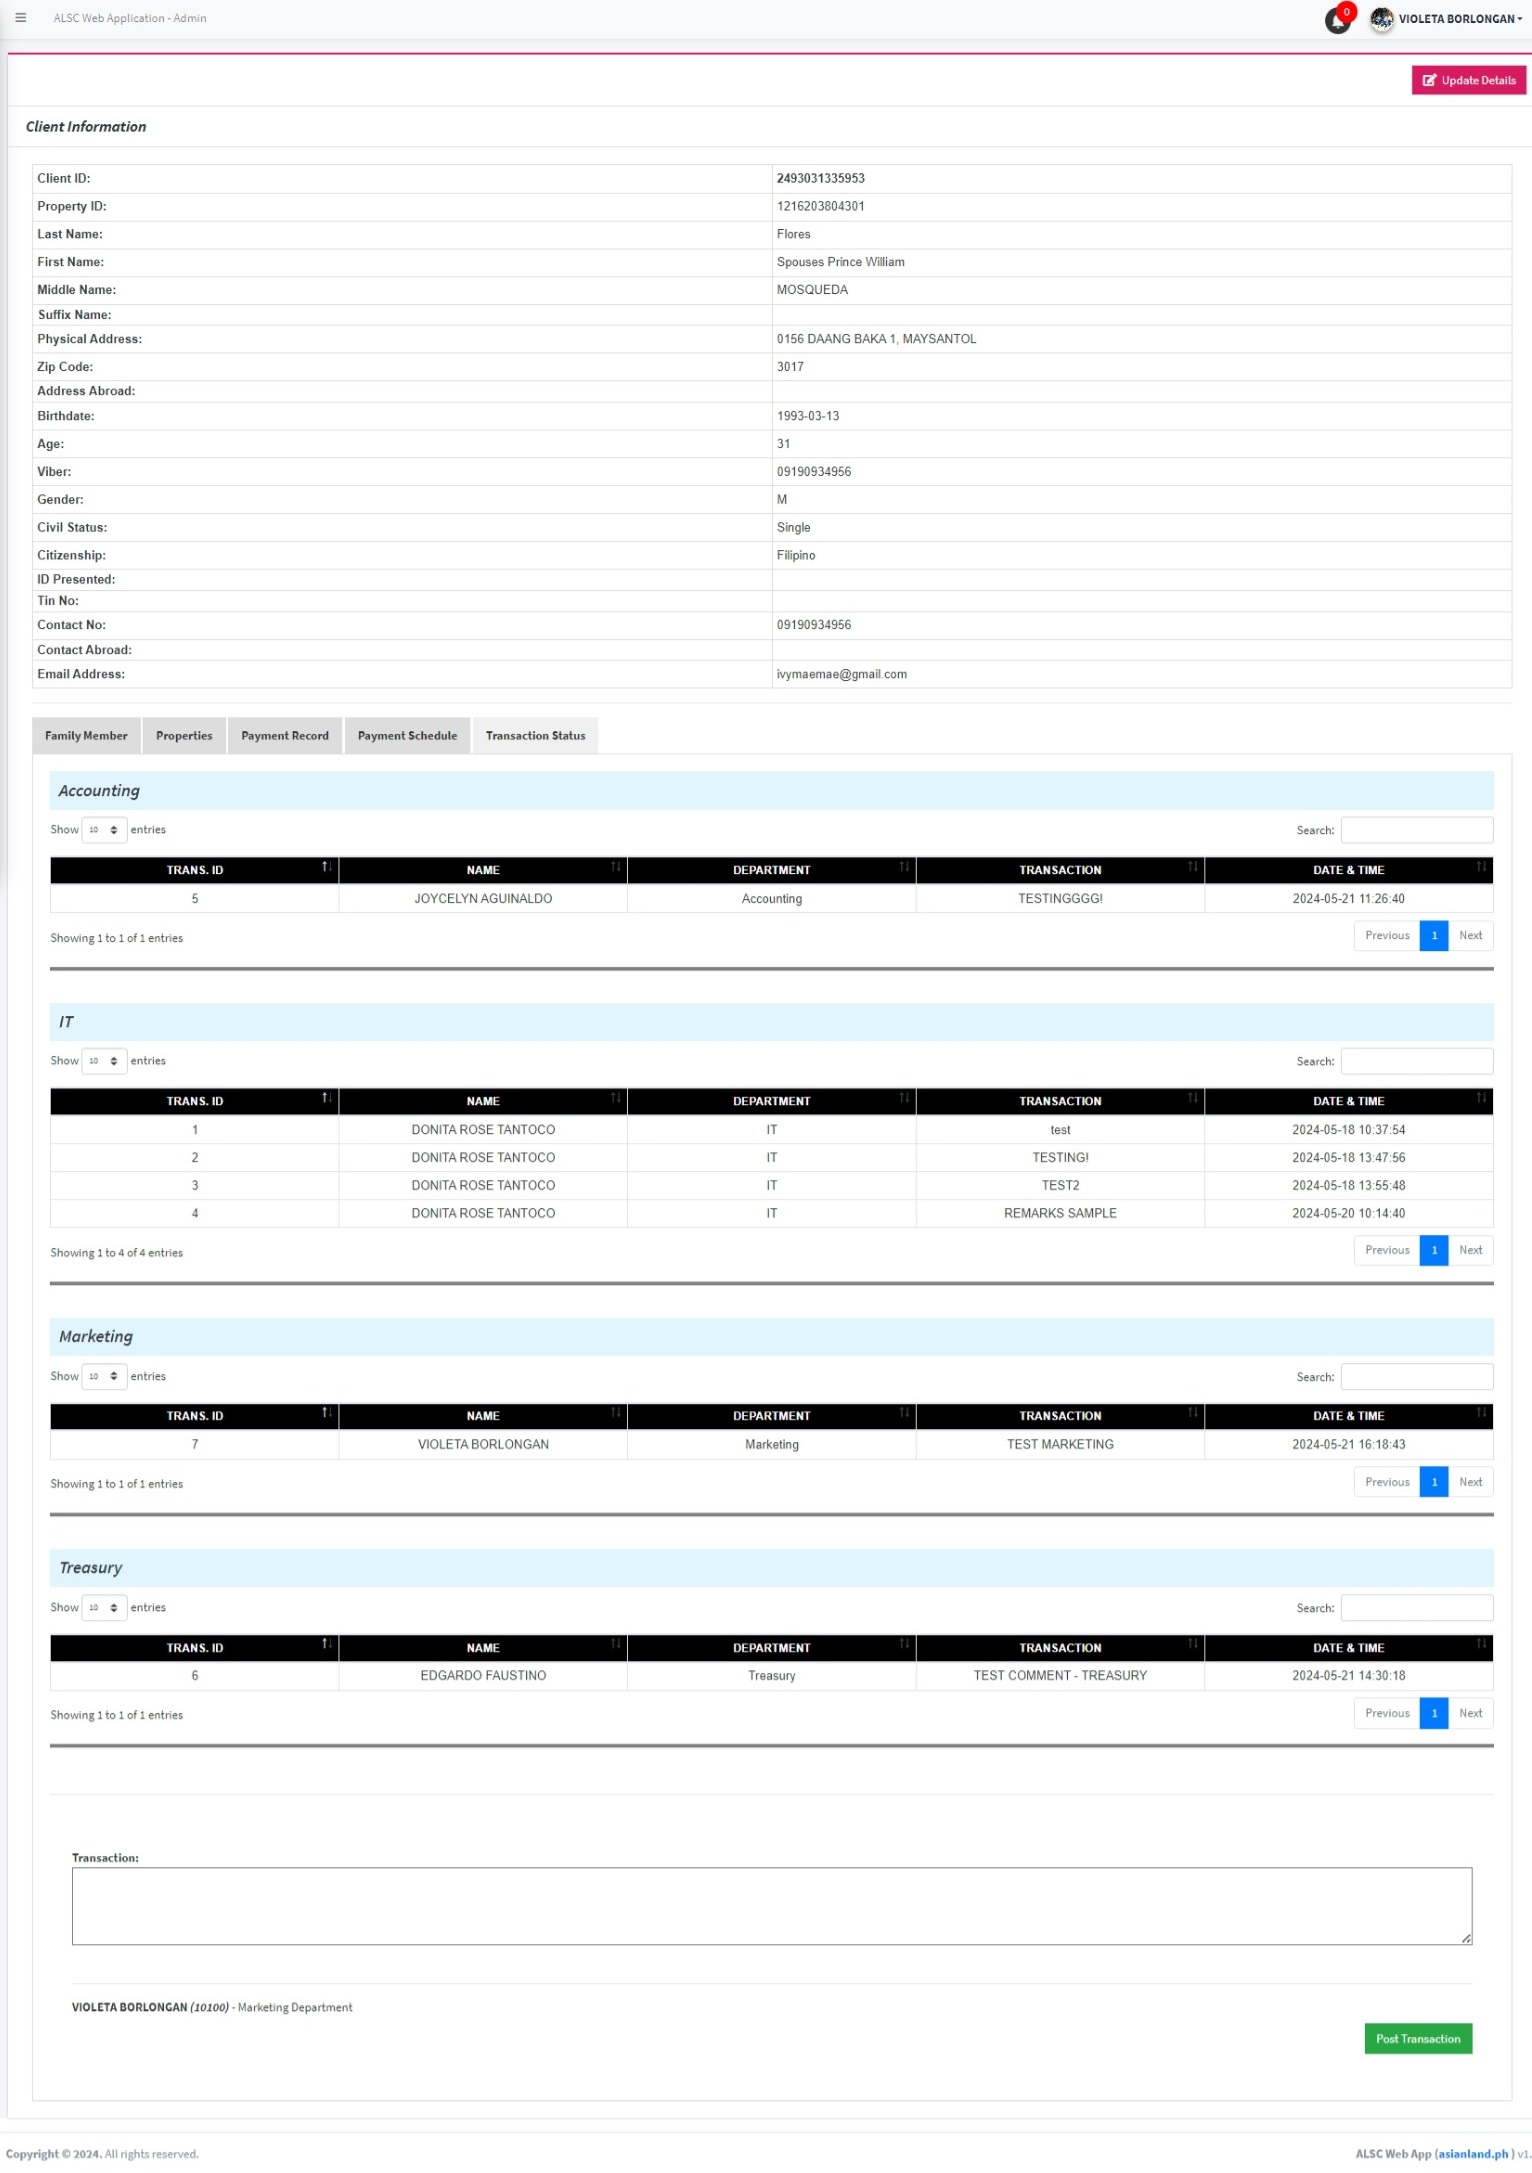 ALSC Web Application - Admin
0
VIOLETA BORLONGAN
Update Details
Client Information
Client ID: 2493031335953
Property ID: 1216203804301
Last Name: Flores
First Name: Spouses Prince William
Middle Name: MOSQUEDA
Suffix Name:
Physical Address: 0156 DAANG BAKA 1, MAYSANTOL
Zip Code: 3017
Address Abroad:
Birthdate: 1993-03-13
Age: 31
Viber: 09190934956
Gender: M
Civil Status: Single
Citizenship: Filipino
ID Presented:
Tin No:
Contact No: 09190934956
Contact Abroad:
Email Address: ivymaemae@gmail.com
Family Member Properties Payment Record Payment Schedule Transaction Status
Accounting
Show 10 entries Search:
TRANS. ID NAME DEPARTMENT TRANSACTION DATE & TIME
5 JOYCELYN AGUINALDO Accounting TESTINGGGG! 2024-05-21 11:26:40
Showing 1 to 1 of 1 entries Previous 1 Next
IT
Show 10 entries Search:
TRANS. ID NAME DEPARTMENT TRANSACTION DATE & TIME
1 DONITA ROSE TANTOCO IT test 2024-05-18 10:37:54
2 DONITA ROSE TANTOCO IT TESTING! 2024-05-18 13:47:56
3 DONITA ROSE TANTOCO IT TEST2 2024-05-18 13:55:48
4 DONITA ROSE TANTOCO IT REMARKS SAMPLE 2024-05-20 10:14:40
Showing 1 to 4 of 4 entries Previous 1 Next
Marketing
Show 10 entries Search:
TRANS. ID NAME DEPARTMENT TRANSACTION DATE & TIME
7 VIOLETA BORLONGAN Marketing TEST MARKETING 2024-05-21 16:18:43
Showing 1 to 1 of 1 entries Previous 1 Next
Treasury
Show 10 entries Search:
TRANS. ID NAME DEPARTMENT TRANSACTION DATE & TIME
6 EDGARDO FAUSTINO Treasury TEST COMMENT - TREASURY 2024-05-21 14:30:18
Showing 1 to 1 of 1 entries Previous 1 Next
Transaction:
VIOLETA BORLONGAN (10100) - Marketing Department
Post Transaction
Copyright © 2024. All rights reserved. ALSC Web App (asianland.ph ) v1.